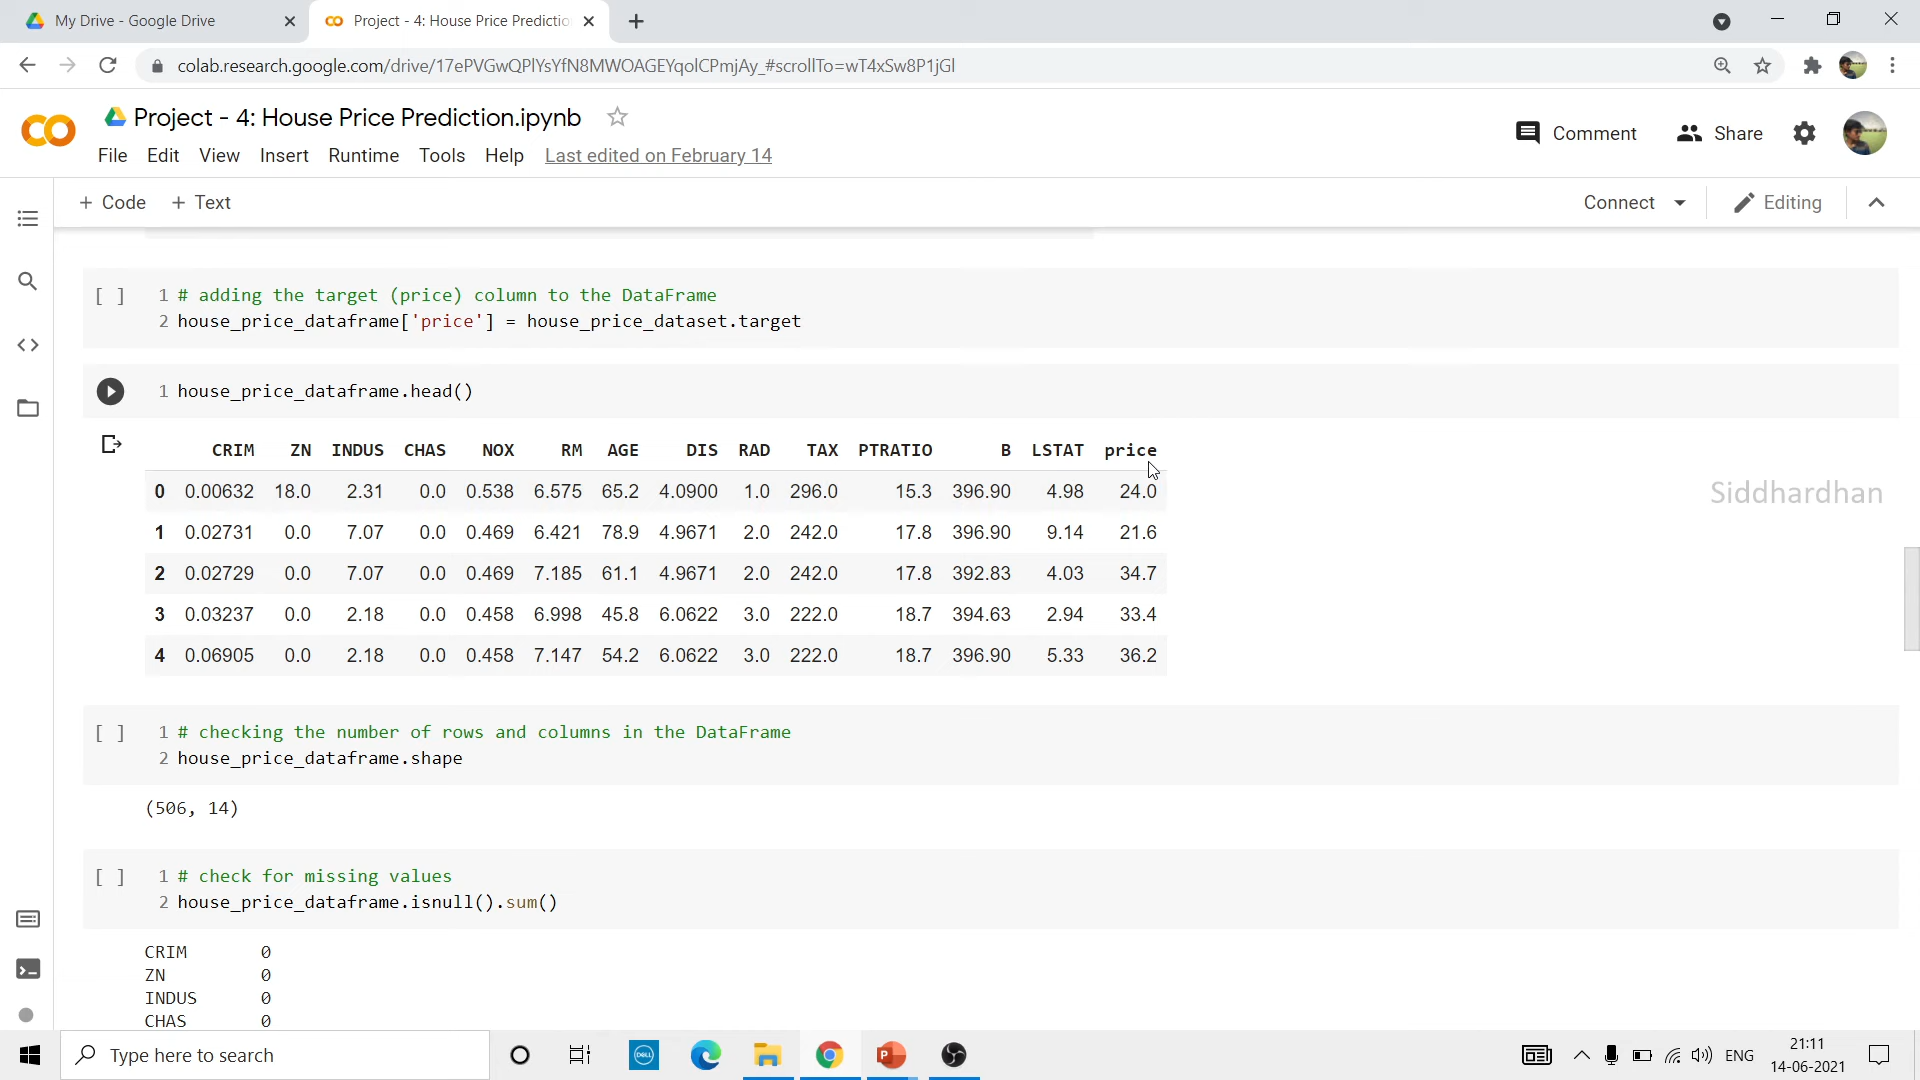 My Drive - Google Drive
Project - 4: House Price Predictio
colab.research.google.com/drive/17ePVGwQPlYsYfN8MWOAGEYqolCPmjAy_#scrollTo=wT4xSw8P1jGl
Project - 4: House Price Prediction.ipynb
Comment
Share
File Edit View Insert Runtime Tools Help Last edited on February 14
+ Code + Text
Connect
Editing
[ ] 1 # adding the target (price) column to the DataFrame
2 house_price_dataframe['price'] = house_price_dataset.target
1 house_price_dataframe.head()
CRIM ZN INDUS CHAS NOX RM AGE DIS RAD TAX PTRATIO B LSTAT price
0 0.00632 18.0 2.31 0.0 0.538 6.575 65.2 4.0900 1.0 296.0 15.3 396.90 4.98 24.0
1 0.02731 0.0 7.07 0.0 0.469 6.421 78.9 4.9671 2.0 242.0 17.8 396.90 9.14 21.6
2 0.02729 0.0 7.07 0.0 0.469 7.185 61.1 4.9671 2.0 242.0 17.8 392.83 4.03 34.7
3 0.03237 0.0 2.18 0.0 0.458 6.998 45.8 6.0622 3.0 222.0 18.7 394.63 2.94 33.4
4 0.06905 0.0 2.18 0.0 0.458 7.147 54.2 6.0622 3.0 222.0 18.7 396.90 5.33 36.2
Siddhardhan
[ ] 1 # checking the number of rows and columns in the DataFrame
2 house_price_dataframe.shape
(506, 14)
[ ] 1 # check for missing values
2 house_price_dataframe.isnull().sum()
CRIM 0
ZN 0
INDUS 0
CHAS 0
Type here to search
DELL
ENG
21:11
14-06-2021